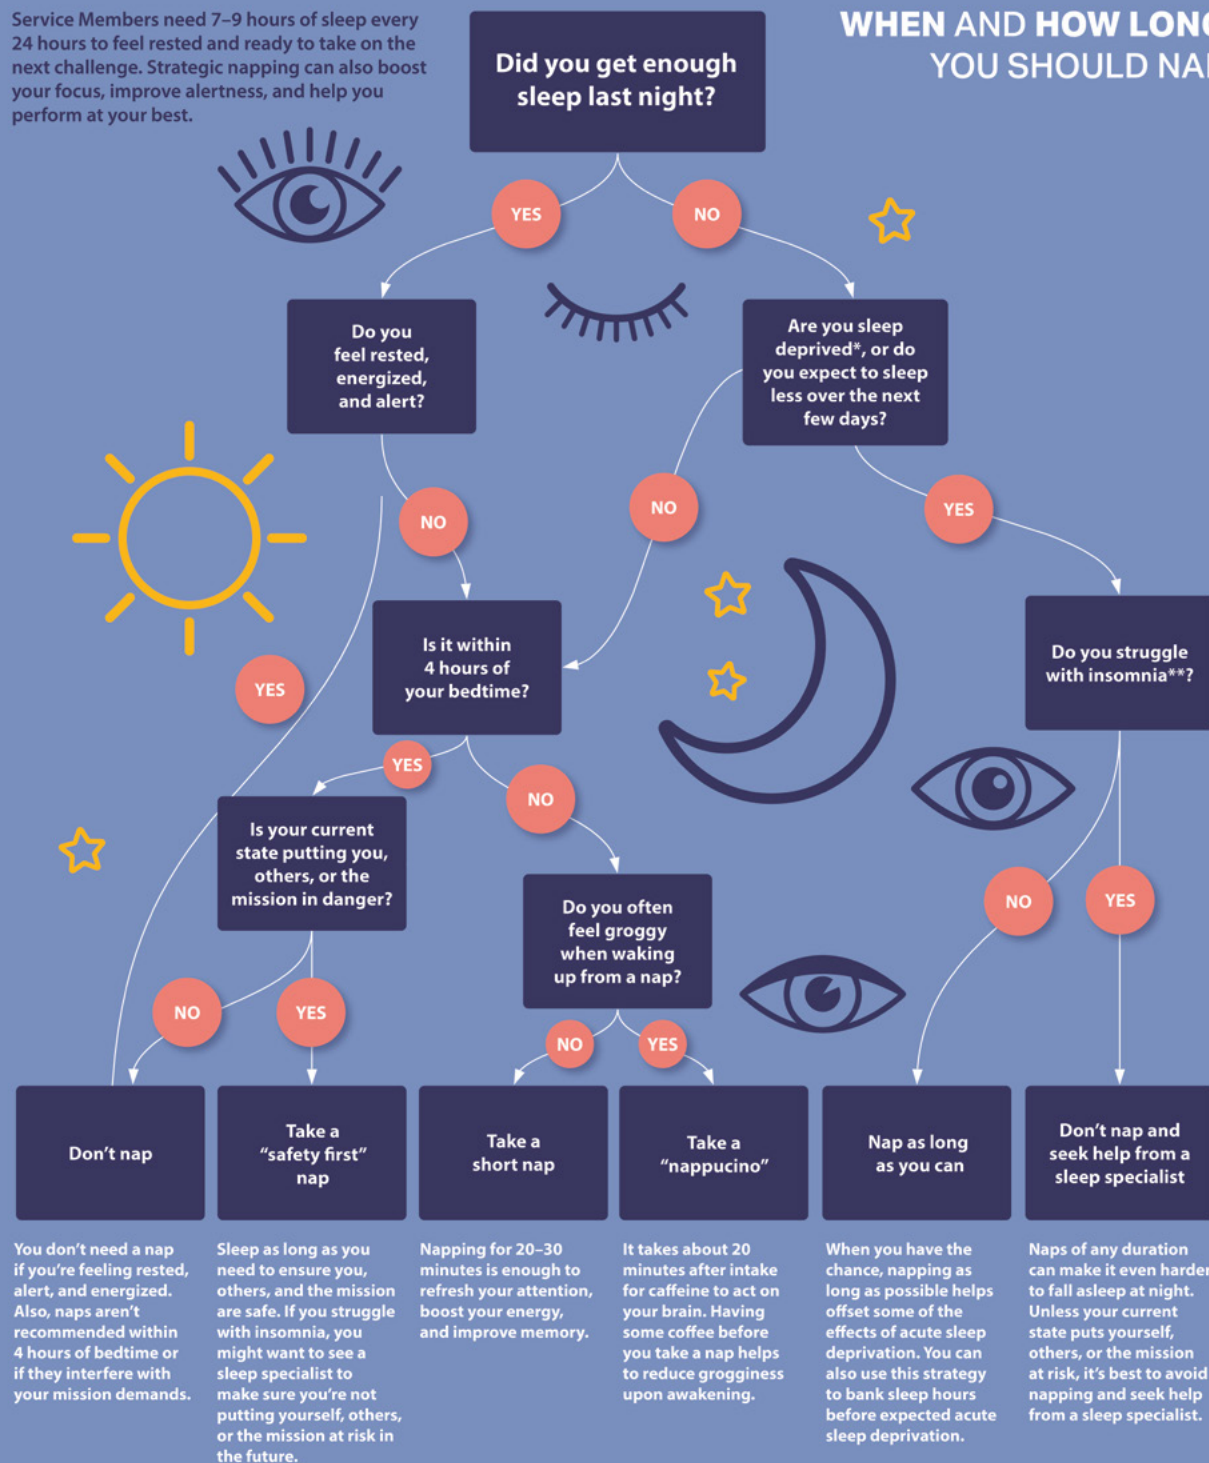 Service Members need 7–9 hours of sleep every
24 hours to feel rested and ready to take on the
next challenge. Strategic napping can also boost
your focus, improve alertness, and help you
perform at your best.
WHEN AND HOW LONG
YOU SHOULD NAP
Did you get enough
sleep last night?
YES
NO
Do you
feel rested,
energized,
and alert?
Are you sleep
deprived*, or do
you expect to sleep
less over the next
few days?
NO
NO
YES
Is it within
4 hours of
your bedtime?
Do you struggle
with insomnia**?
YES
YES
NO
Is your current
state putting you,
others, or the
mission in danger?
Do you often
feel groggy
when waking
up from a nap?
NO
YES
NO
YES
NO
YES
Don't nap
Take a
"safety first"
nap
Take a
short nap
Take a
"nappucino"
Nap as long
as you can
Don't nap and
seek help from a
sleep specialist
You don't need a nap
if you're feeling rested,
alert, and energized.
Also, naps aren't
recommended within
4 hours of bedtime or
if they interfere with
your mission demands.
Sleep as long as you
need to ensure you,
others, and the mission
are safe. If you struggle
with insomnia, you
might want to see a
sleep specialist to
make sure you're not
putting yourself, others,
or the mission at risk in
the future.
Napping for 20–30
minutes is enough to
refresh your attention,
boost your energy,
and improve memory.
It takes about 20
minutes after intake
for caffeine to act on
your brain. Having
some coffee before
you take a nap helps
to reduce grogginess
upon awakening.
When you have the
chance, napping as
long as possible helps
offset some of the
effects of acute sleep
deprivation. You can
also use this strategy
to bank sleep hours
before expected acute
sleep deprivation.
Naps of any duration
can make it even harder
to fall asleep at night.
Unless your current
state puts yourself,
others, or the mission
at risk, it's best to avoid
napping and seek help
from a sleep specialist.